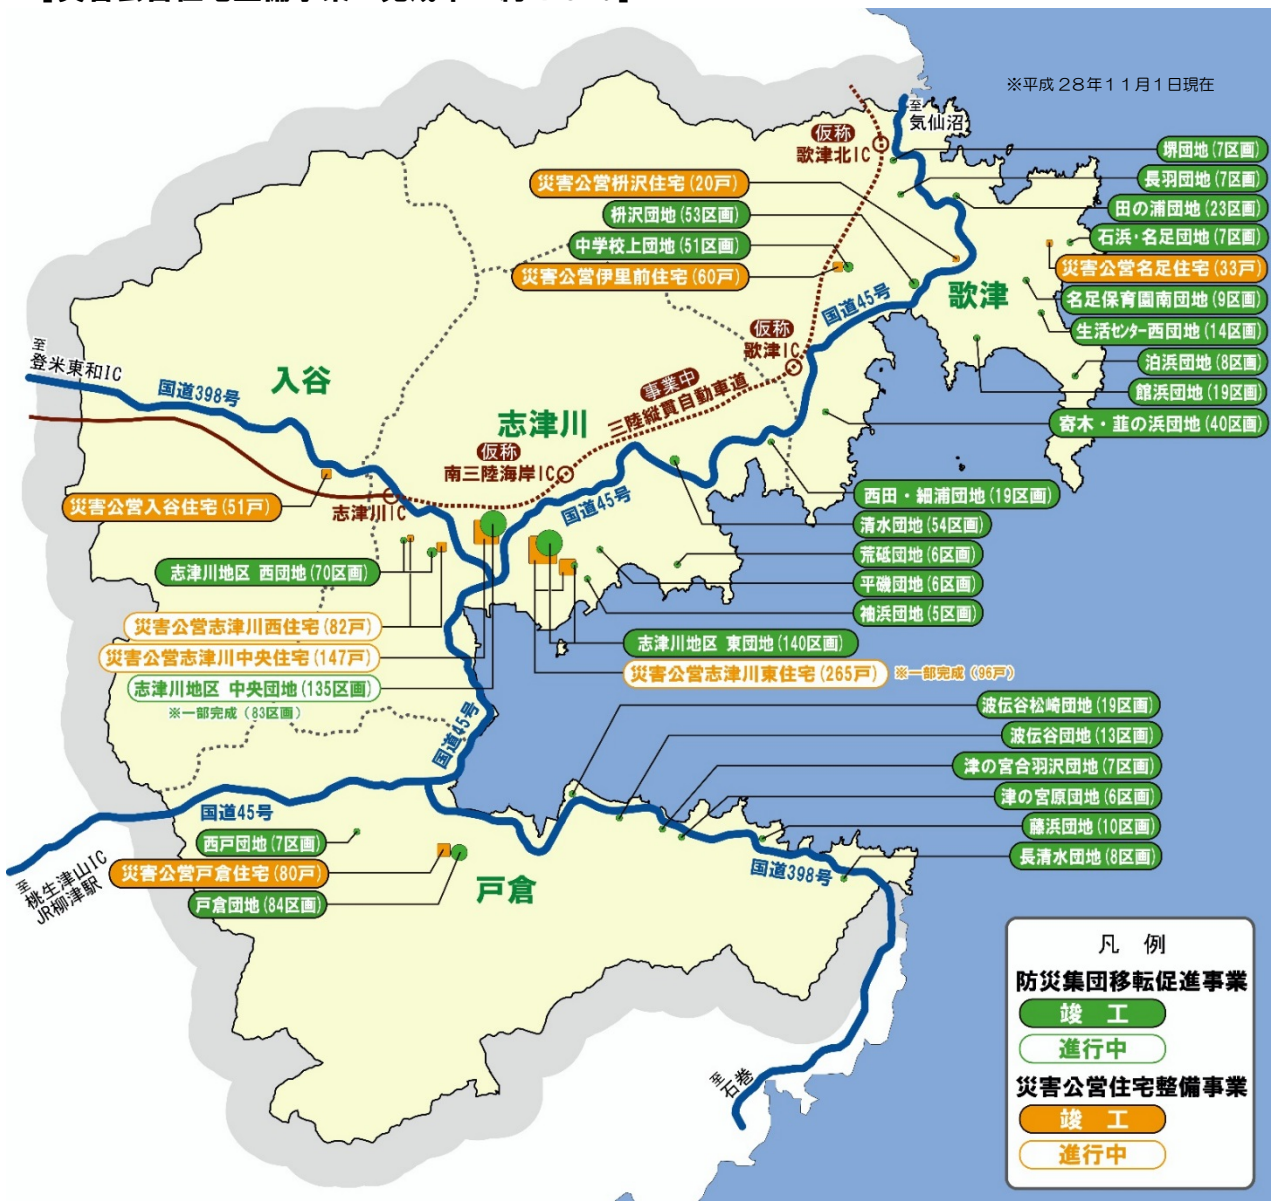 ※平成28年11月1日現在
至
気仙沼
仮称
歌津北IC
堺団地(7区画)
長羽団地(7区画)
田の浦団地(23区画)
石浜・名足団地(7区画)
災害公営名足住宅(33戸)
名足保育園南団地(9区画)
生活センター西団地(14区画)
泊浜団地(8区画)
館浜団地(19区画)
寄木・韮の浜団地(40区画)
災害公営枡沢住宅(20戸)
枡沢団地(53区画)
中学校上団地(51区画)
災害公営伊里前住宅(60戸)
歌津
国道45号
仮称
歌津IC
事業中
三陸縦貫自動車道
至
登米東和IC
国道398号
入谷
志津川
仮称
南三陸海岸IC
国道45号
災害公営入谷住宅(51戸)
志津川IC
西田・細浦団地(19区画)
清水団地(54区画)
荒砥団地(6区画)
平磯団地(6区画)
袖浜団地(5区画)
志津川地区 西団地(70区画)
災害公営志津川西住宅(82戸)
災害公営志津川中央住宅(147戸)
志津川地区 中央団地(135区画)
※一部完成(83区画)
志津川地区 東団地(140区画)
災害公営志津川東住宅(265戸)
※一部完成(96戸)
国道45号
波伝谷松崎団地(19区画)
波伝谷団地(13区画)
津の宮合羽沢団地(7区画)
津の宮原団地(6区画)
藤浜団地(10区画)
長清水団地(8区画)
国道45号
国道398号
西戸団地(7区画)
災害公営戸倉住宅(80戸)
戸倉団地(84区画)
戸倉
至
桃生津山IC
JR柳津駅
至
石巻
凡 例
防災集団移転促進事業
竣 工
進行中
災害公営住宅整備事業
竣 工
進行中